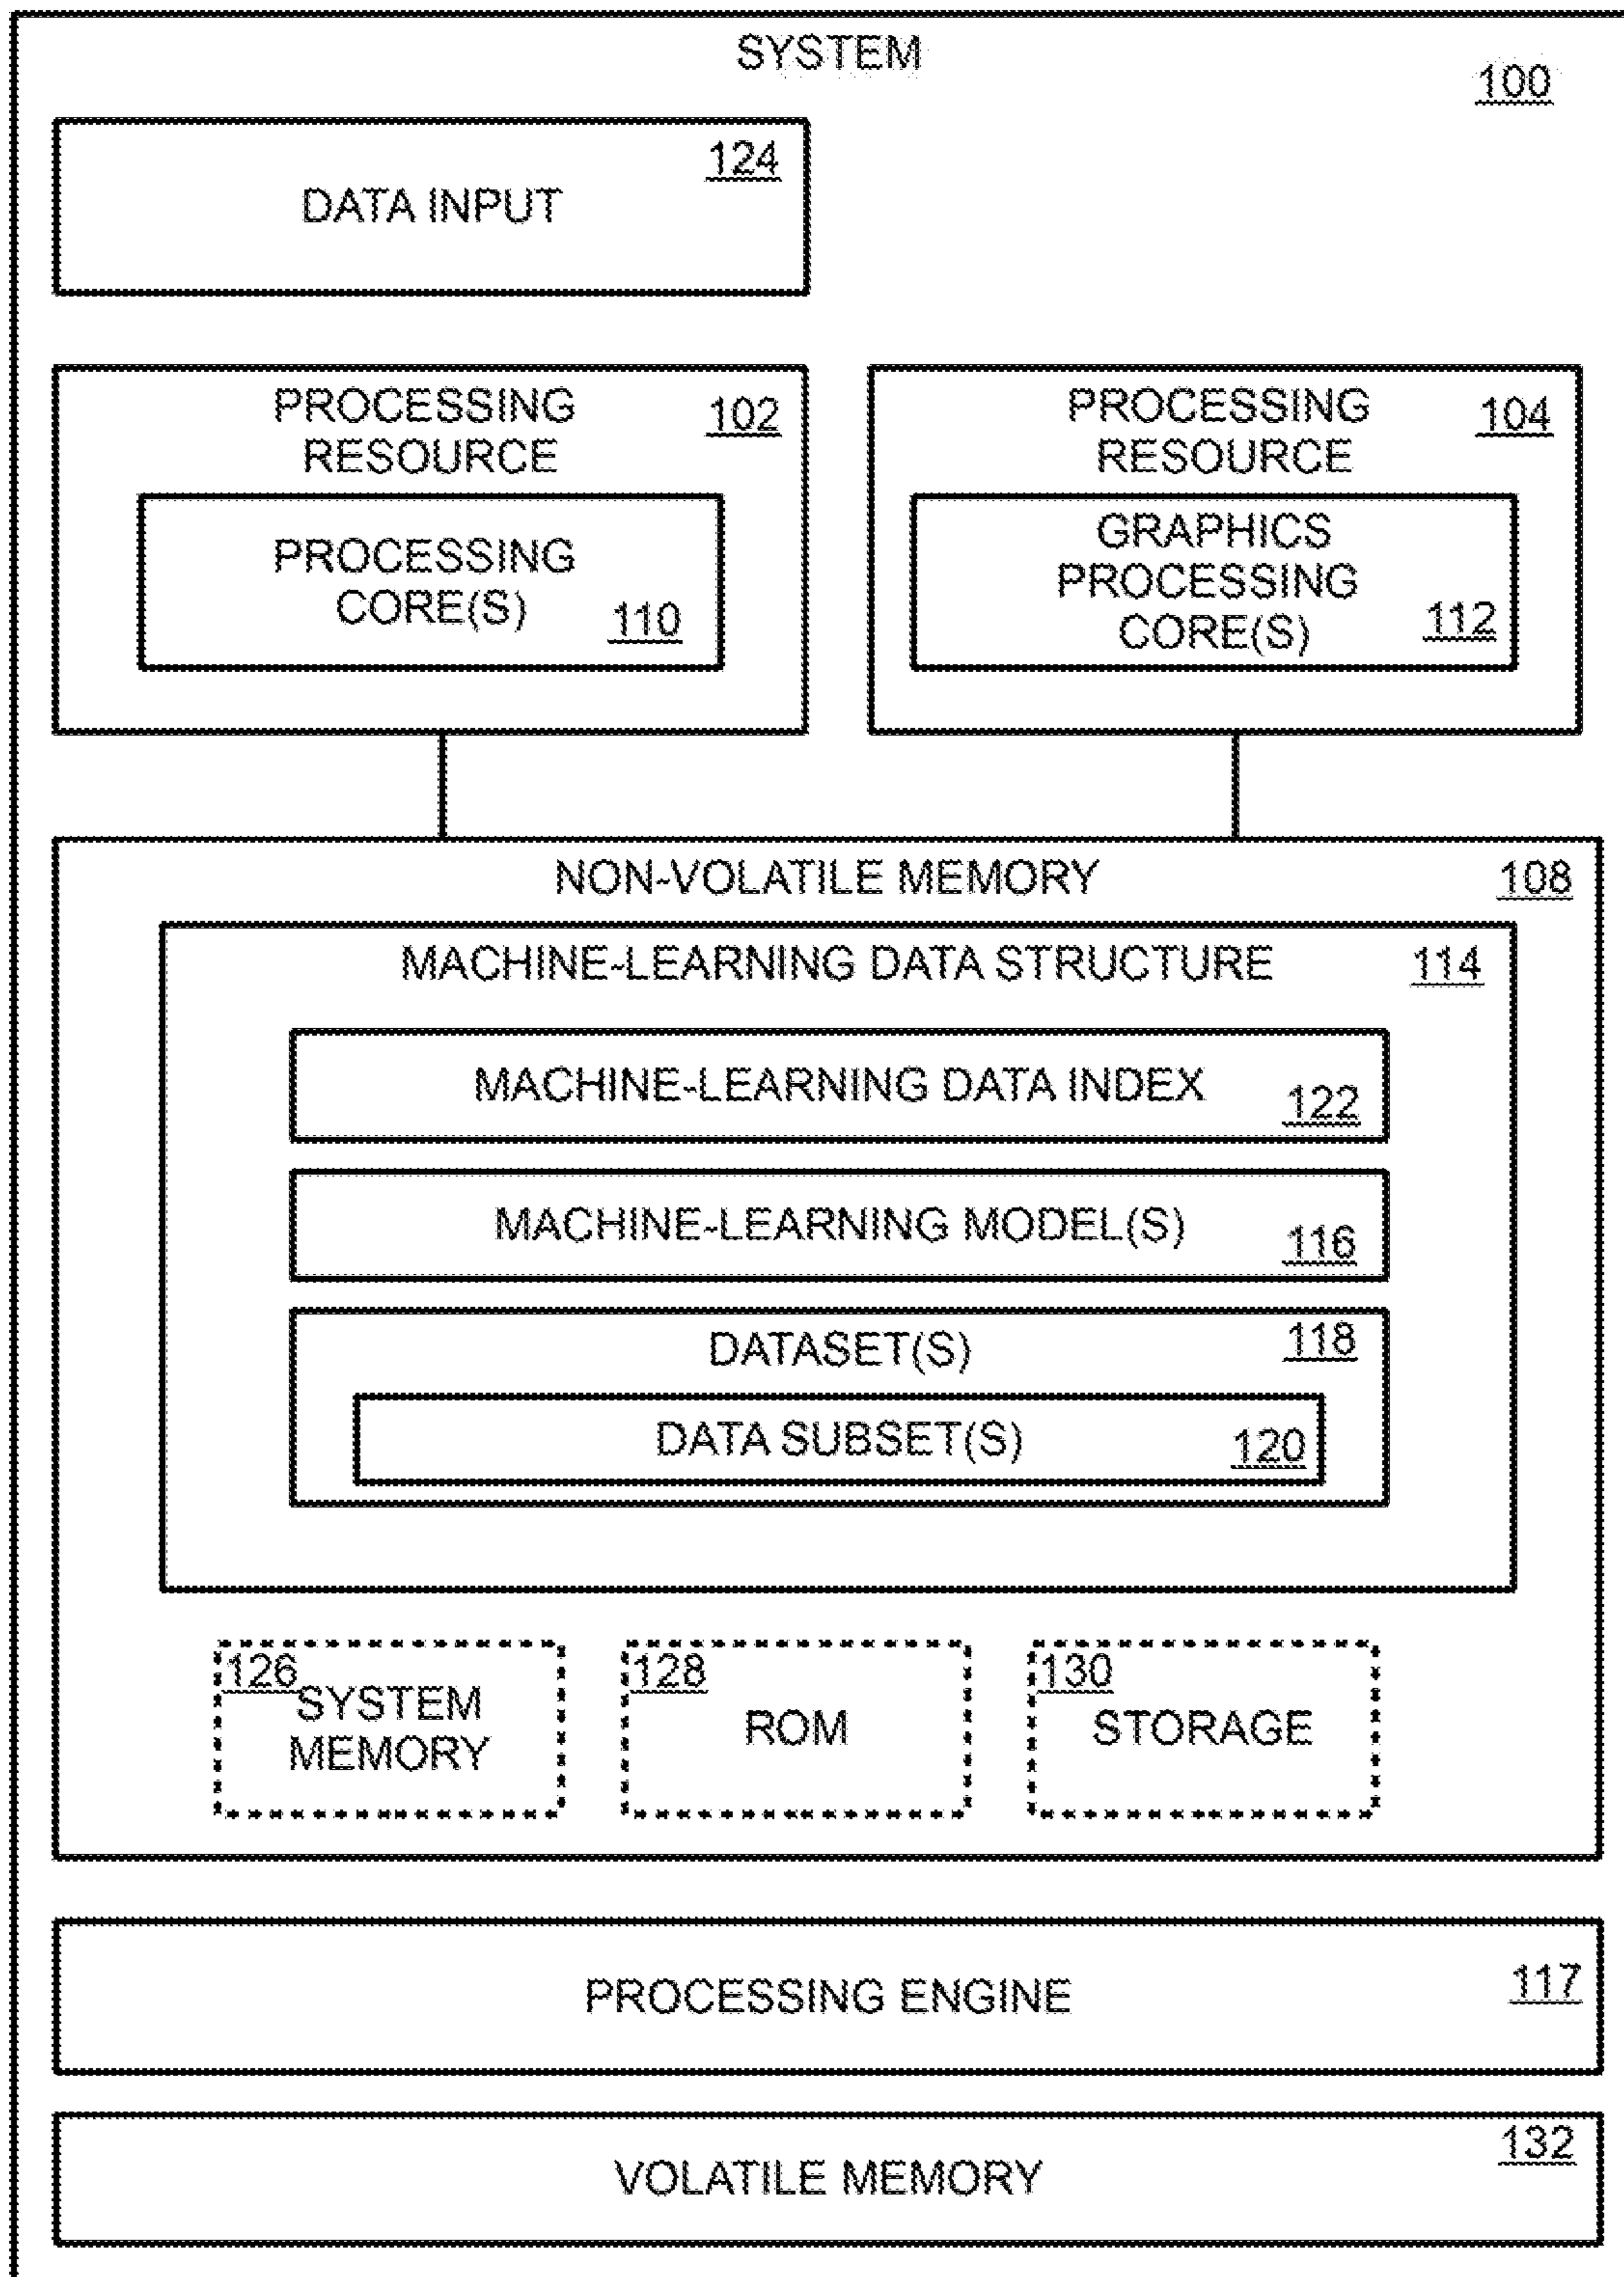 SYSTEM
100
124
DATA INPUT
PROCESSING
RESOURCE
102
PROCESSING
CORE(S)
110
PROCESSING
RESOURCE
104
GRAPHICS
PROCESSING
CORE(S)
112
NON-VOLATILE MEMORY
108
MACHINE-LEARNING DATA STRUCTURE
114
MACHINE-LEARNING DATA INDEX
122
MACHINE-LEARNING MODEL(S)
116
DATASET(S)
118
DATA SUBSET(S)
120
126
SYSTEM
MEMORY
128
ROM
130
STORAGE
PROCESSING ENGINE
117
VOLATILE MEMORY
132